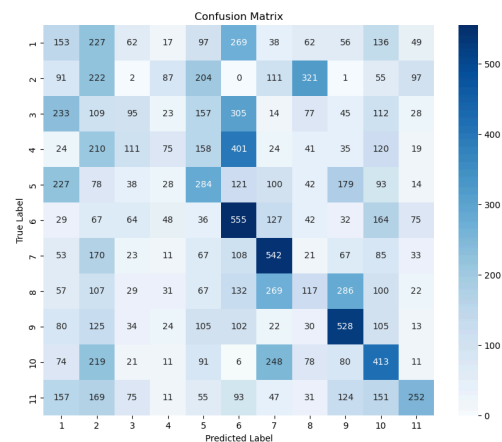 Confusion Matrix
1 153 227 62 17 97 269 38 62 56 136 49
2 91 222 2 87 204 0 111 321 1 55 97
3 233 109 95 23 157 305 14 77 45 112 28
4 24 210 111 75 158 401 24 41 35 120 19
5 227 78 38 28 284 121 100 42 179 93 14
6 29 67 64 48 36 555 127 42 32 164 75
7 53 170 23 11 67 108 542 21 67 85 33
8 57 107 29 31 67 132 269 117 286 100 22
9 80 125 34 24 105 102 22 30 528 105 13
10 74 219 21 11 91 6 248 78 80 413 11
11 157 169 75 11 55 93 47 31 124 151 252
1 2 3 4 5 6 7 8 9 10 11
Predicted Label
True Label
500
400
300
200
100
0